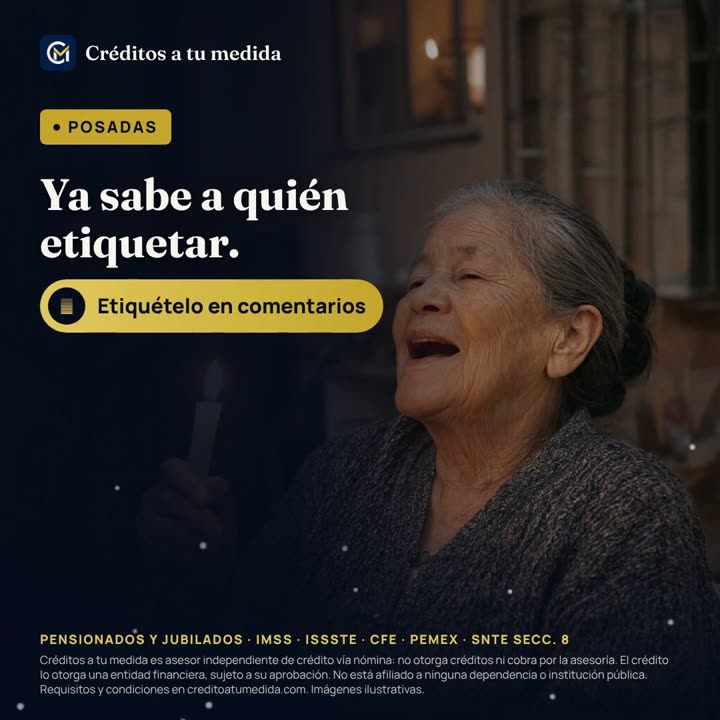 Créditos a tu medida
• POSADAS
Ya sabe a quién
etiquetar.
Etiquételo en comentarios
PENSIONADOS Y JUBILADOS · IMSS · ISSSTE · CFE · PEMEX · SNTE SECC. 8
Créditos a tu medida es asesor independiente de crédito vía nómina: no otorga créditos ni cobra por la asesoría. El crédito
lo otorga una entidad financiera, sujeto a su aprobación. No está afiliado a ninguna dependencia o institución pública.
Requisitos y condiciones en creditoatumedida.com. Imágenes ilustrativas.